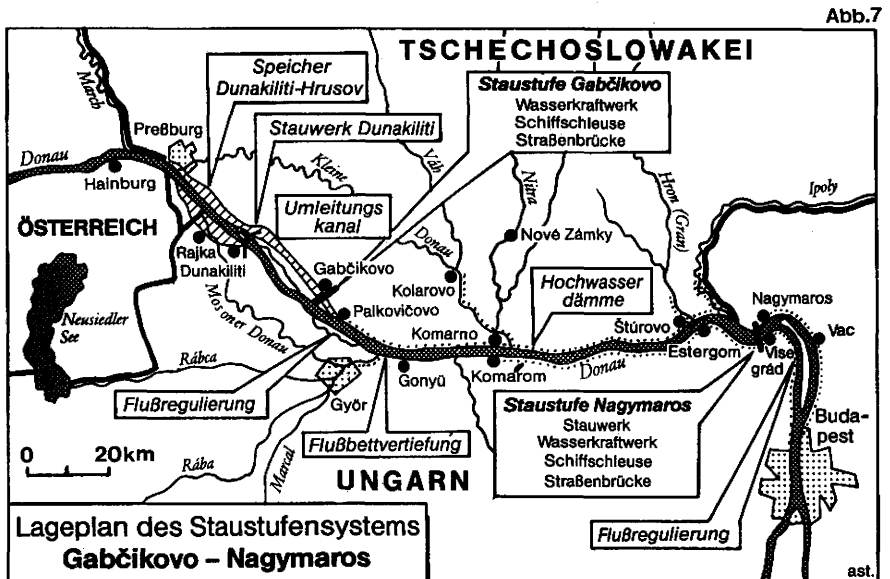 Abb.7
TSCHECHOSLOWAKEI
March
Speicher
Dunakiliti-Hrusov
Staustufe Gabčikovo
Wasserkraftwerk
Schiffschleuse
Straßenbrücke
Preßburg
Stauwerk Dunakiliti
Donau
Hainburg
Kleine
Donau
Váh
Nitra
Hron (Gran)
Ipoly
ÖSTERREICH
Umleitungs
kanal
Rajka
Dunakiliti
Gabčikovo
Nové Zámky
Kolarovo
Hochwasser
dämme
Neusiedler
See
Mosoner Donau
Palkovičovo
Komarno
Štúrovo
Nagymaros
Vac
Rábca
Komarom
Donau
Estergom
Vise
grád
Flußregulierung
Györ
Gonyü
Staustufe Nagymaros
Stauwerk
Wasserkraftwerk
Schiffschleuse
Straßenbrücke
Buda-
pest
0 20km
Flußbettvertiefung
Rába
Marcal
UNGARN
Flußregulierung
Lageplan des Staustufensystems
Gabčikovo – Nagymaros
ast.